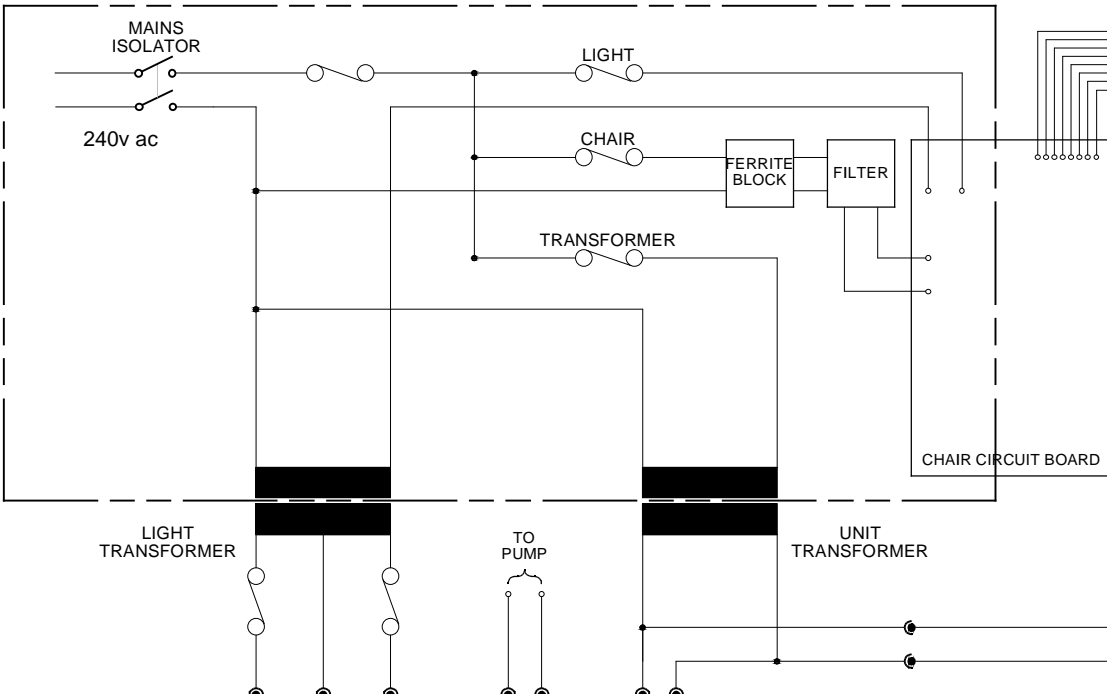 MAINS
ISOLATOR
LIGHT
240v ac
CHAIR
FERRITE
BLOCK
FILTER
TRANSFORMER
CHAIR CIRCUIT BOARD
LIGHT
TRANSFORMER
TO
PUMP
UNIT
TRANSFORMER